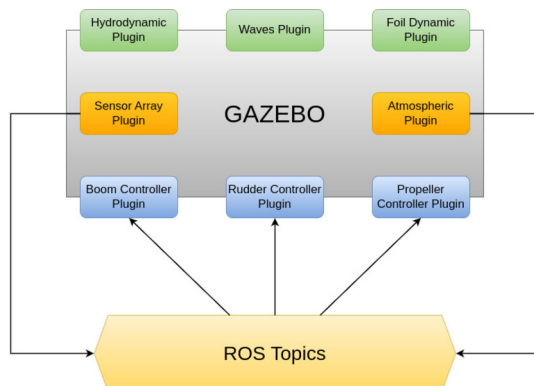 Hydrodynamic
Plugin
Waves Plugin
Foil Dynamic
Plugin
Sensor Array
Plugin
GAZEBO
Atmospheric
Plugin
Boom Controller
Plugin
Rudder Controller
Plugin
Propeller
Controller Plugin
ROS Topics